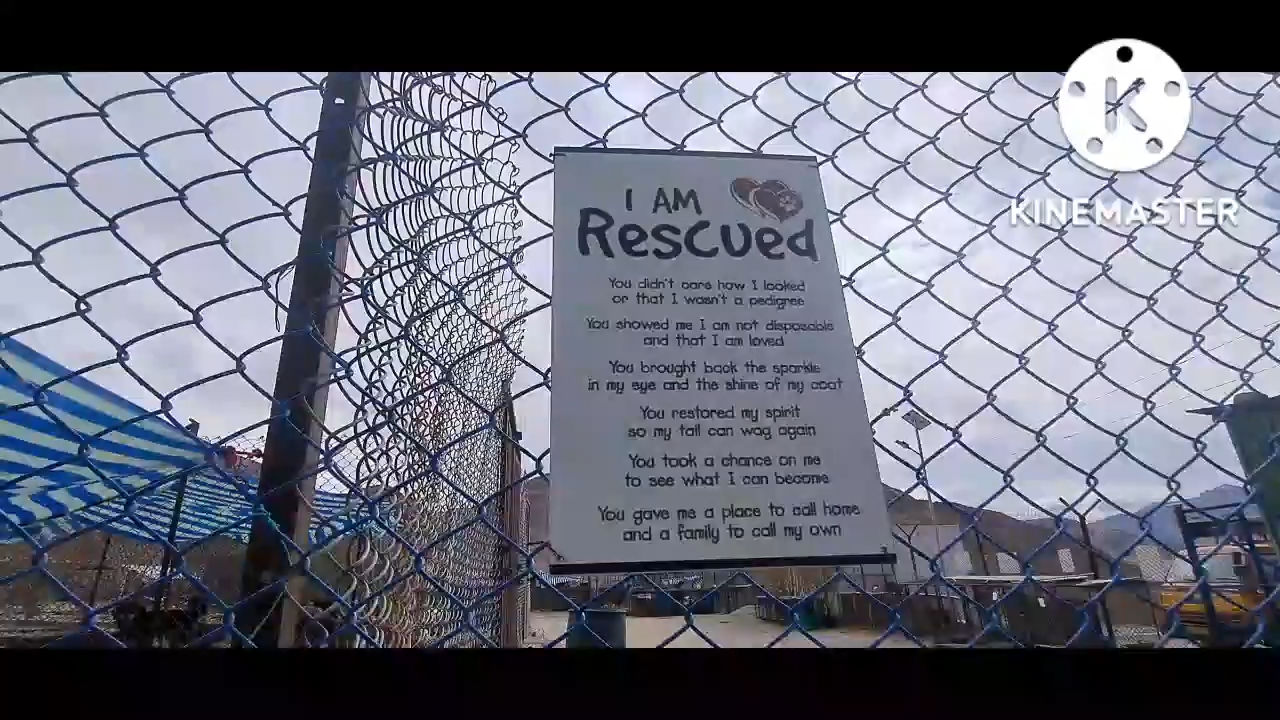 I AM
Rescued
You didn't care how I looked
or that I wasn't a pedigree
You showed me I am not disposable
and that I am loved
You brought back the sparkle
in my eye and the shine of my coat
You restored my spirit
so my tail can wag again
You took a chance on me
to see what I can become
You gave me a place to call home
and a family to call my own
K
KINEMASTER